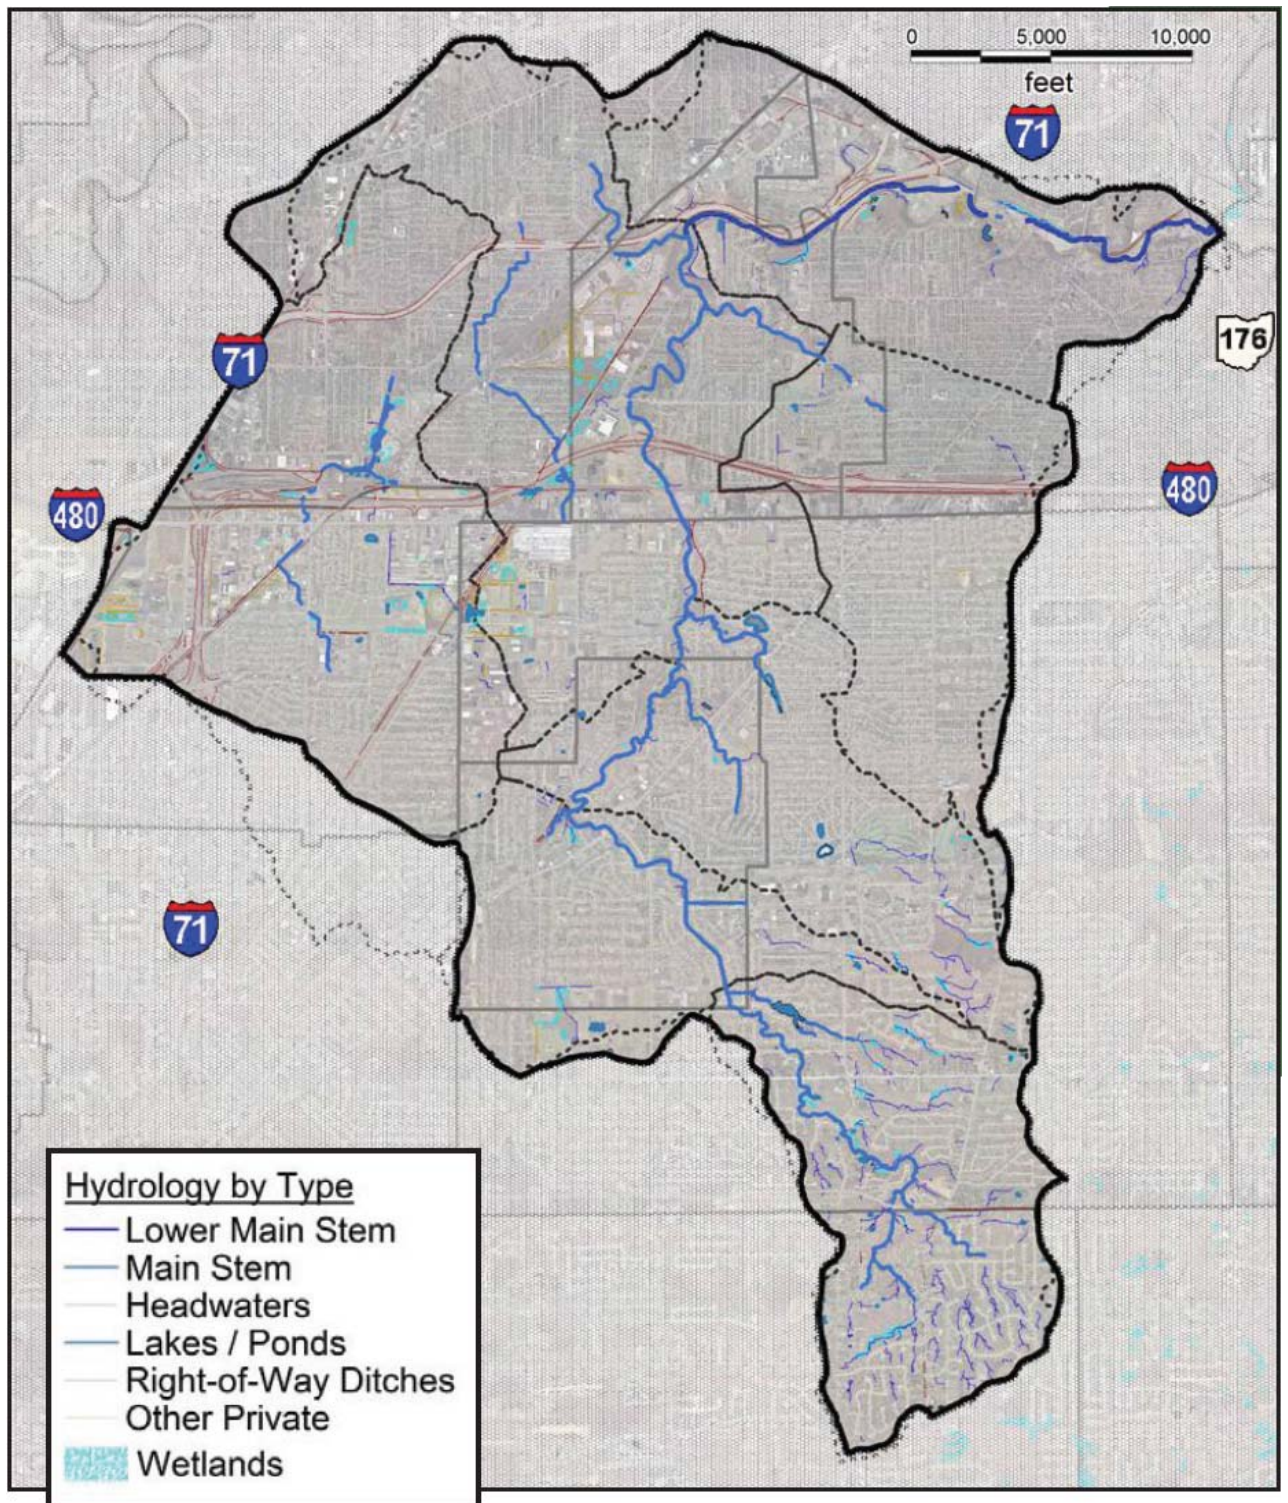 0 5,000 10,000
feet
71
176
71
480
480
71
Hydrology by Type
Lower Main Stem
Main Stem
Headwaters
Lakes / Ponds
Right-of-Way Ditches
Other Private
Wetlands